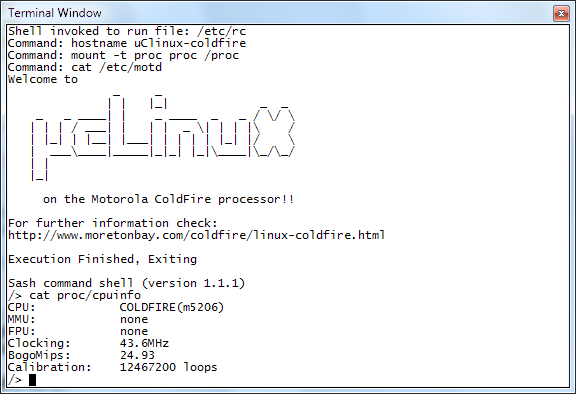 Terminal Window
Shell invoked to run file: /etc/rc
Command: hostname uClinux-coldfire
Command: mount -t proc proc /proc
Command: cat /etc/motd
Welcome to
µcLinux
on the Motorola ColdFire processor!!
For further information check:
http://www.moretonbay.com/coldfire/linux-coldfire.html
Execution Finished, Exiting
Sash command shell (version 1.1.1)
/> cat proc/cpuinfo
CPU: COLDFIRE(m5206)
MMU: none
FPU: none
Clocking: 43.6MHz
BogoMips: 24.93
Calibration: 12467200 loops
/>